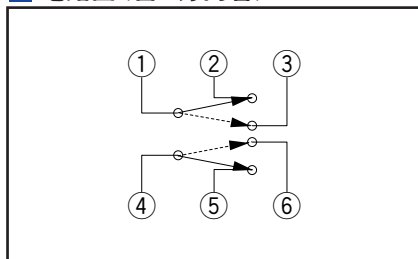 ① ② ③
④ ⑤ ⑥